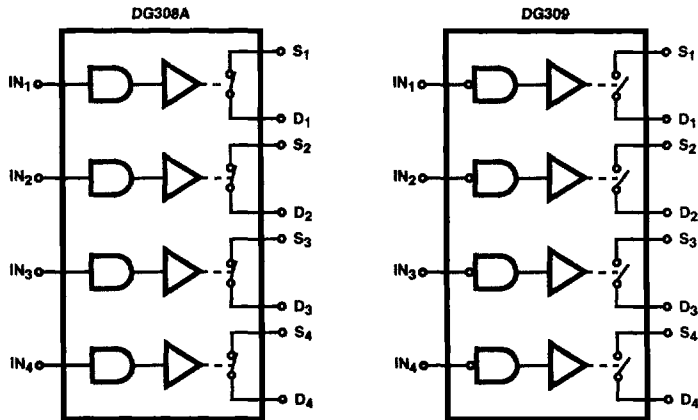 DG308A
IN1
S1
D1
IN2
S2
D2
IN3
S3
D3
IN4
S4
D4
DG309
IN1
S1
D1
IN2
S2
D2
IN3
S3
D3
IN4
S4
D4